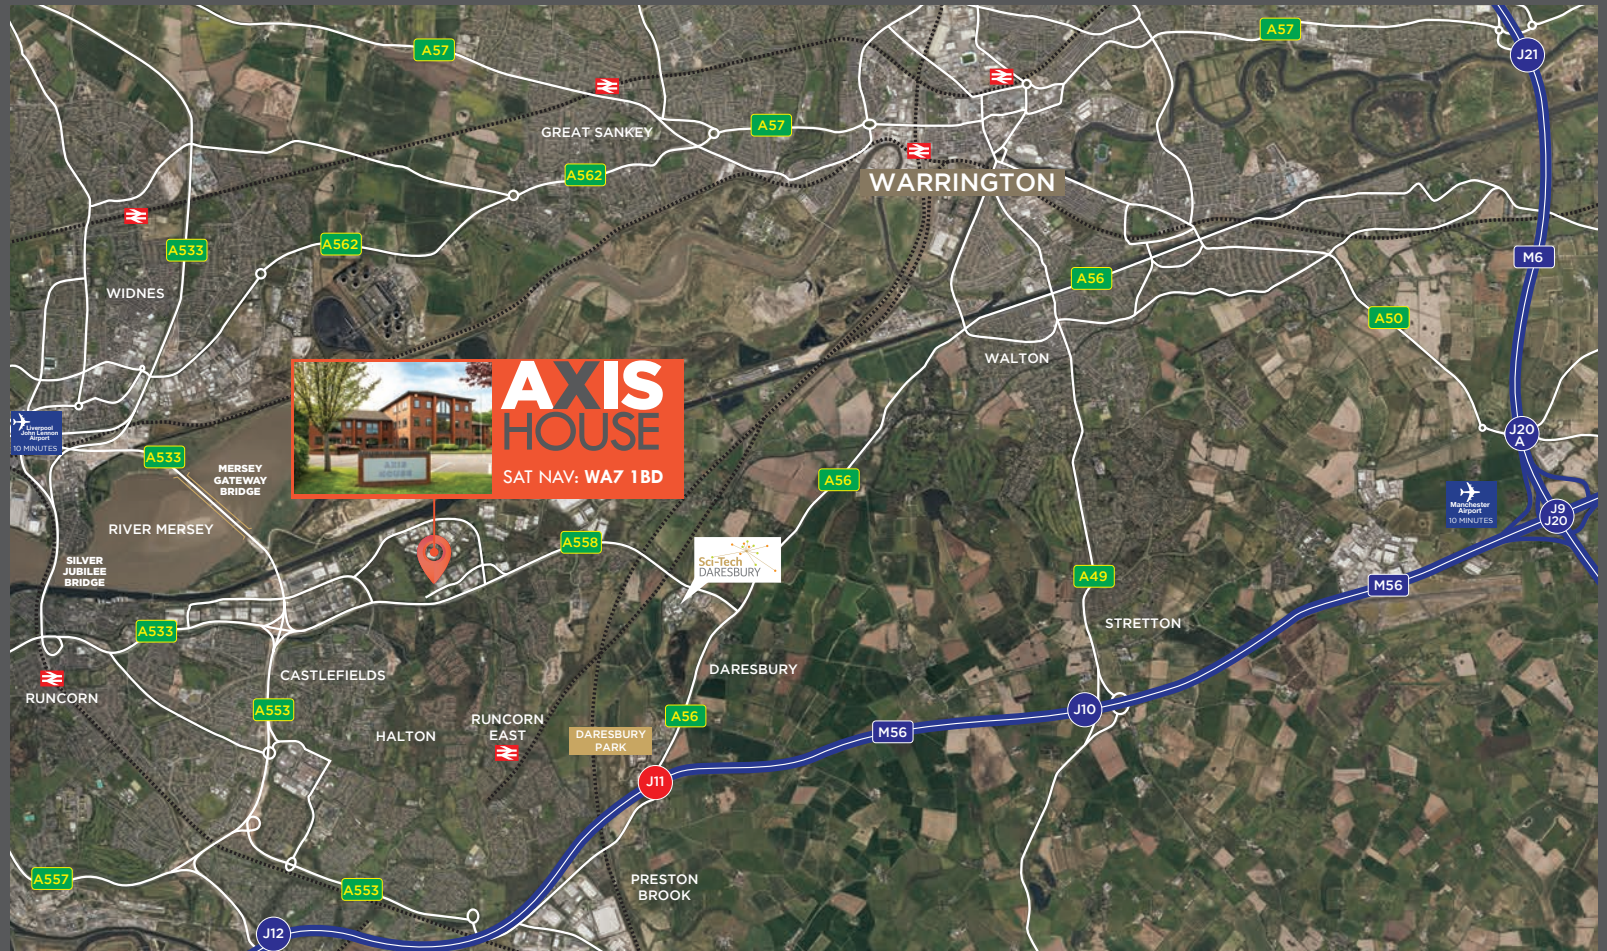 A57
A57
J21
GREAT SANKEY
A57
A562
WARRINGTON
A533
A562
M6
A56
WIDNES
A50
WALTON
AXIS
HOUSE
SAT NAV: WA7 1BD
AXIS
HOUSE
Liverpool
John Lennon
Airport
10 MINUTES
J20
A
A533
MERSEY
GATEWAY
BRIDGE
A56
Manchester
Airport
10 MINUTES
J9
J20
RIVER MERSEY
A558
Sci-Tech
DARESBURY
SILVER
JUBILEE
BRIDGE
A49
M56
A533
STRETTON
CASTLEFIELDS
DARESBURY
RUNCORN
A553
A56
J10
RUNCORN
EAST
HALTON
DARESBURY
PARK
M56
J11
A557
A553
PRESTON
BROOK
J12